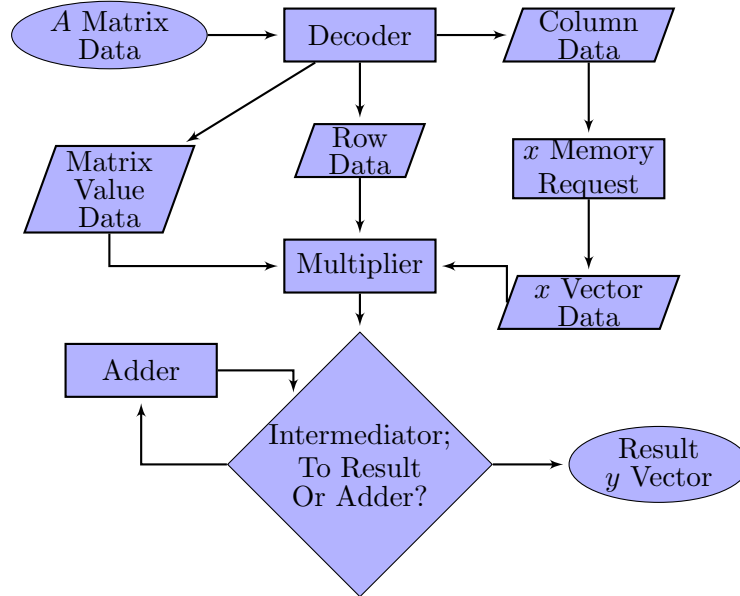 A Matrix
Data
Decoder
Column
Data
Matrix
Value
Data
Row
Data
x Memory
Request
Multiplier
x Vector
Data
Adder
Intermediator;
To Result
Or Adder?
Result
y Vector